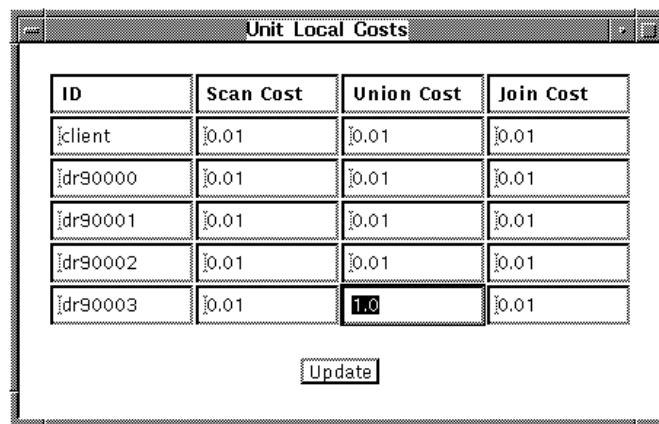 Unit Local Costs
ID Scan Cost Union Cost Join Cost
client 0.01 0.01 0.01
dr90000 0.01 0.01 0.01
dr90001 0.01 0.01 0.01
dr90002 0.01 0.01 0.01
dr90003 0.01 1.0 0.01
Update